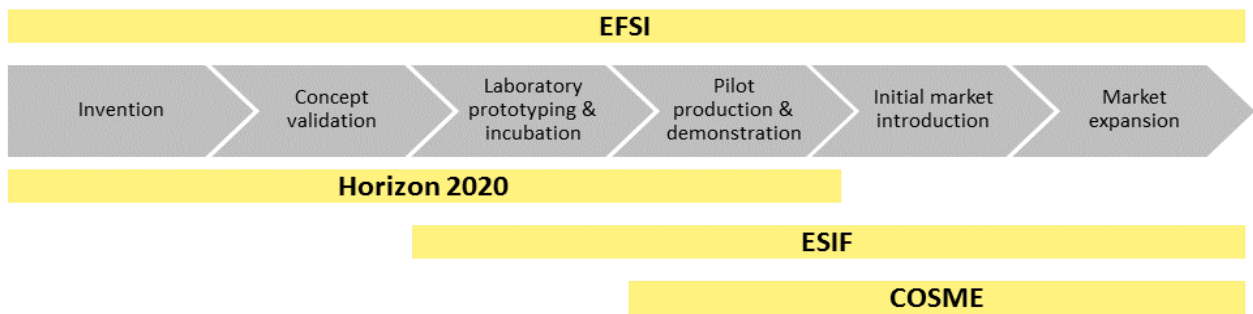 EFSI
Invention
Concept
validation
Laboratory
prototyping &
incubation
Pilot
production &
demonstration
Initial market
introduction
Market
expansion
Horizon 2020
ESIF
COSME